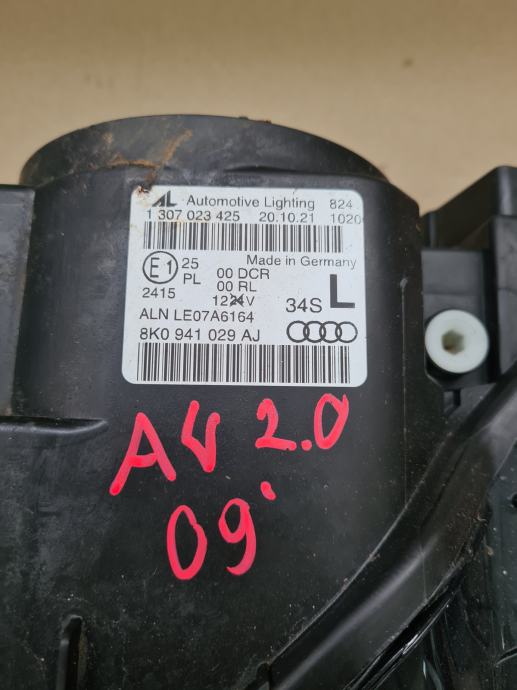 AL Automotive Lighting 824
1 307 023 425 20.10.21 1020
E1 25 00 DCR Made in Germany
PL 00 RL
2415 12 V 34S L
ALN LE07A6164
8K0 941 029 AJ
A4 2.0
09'